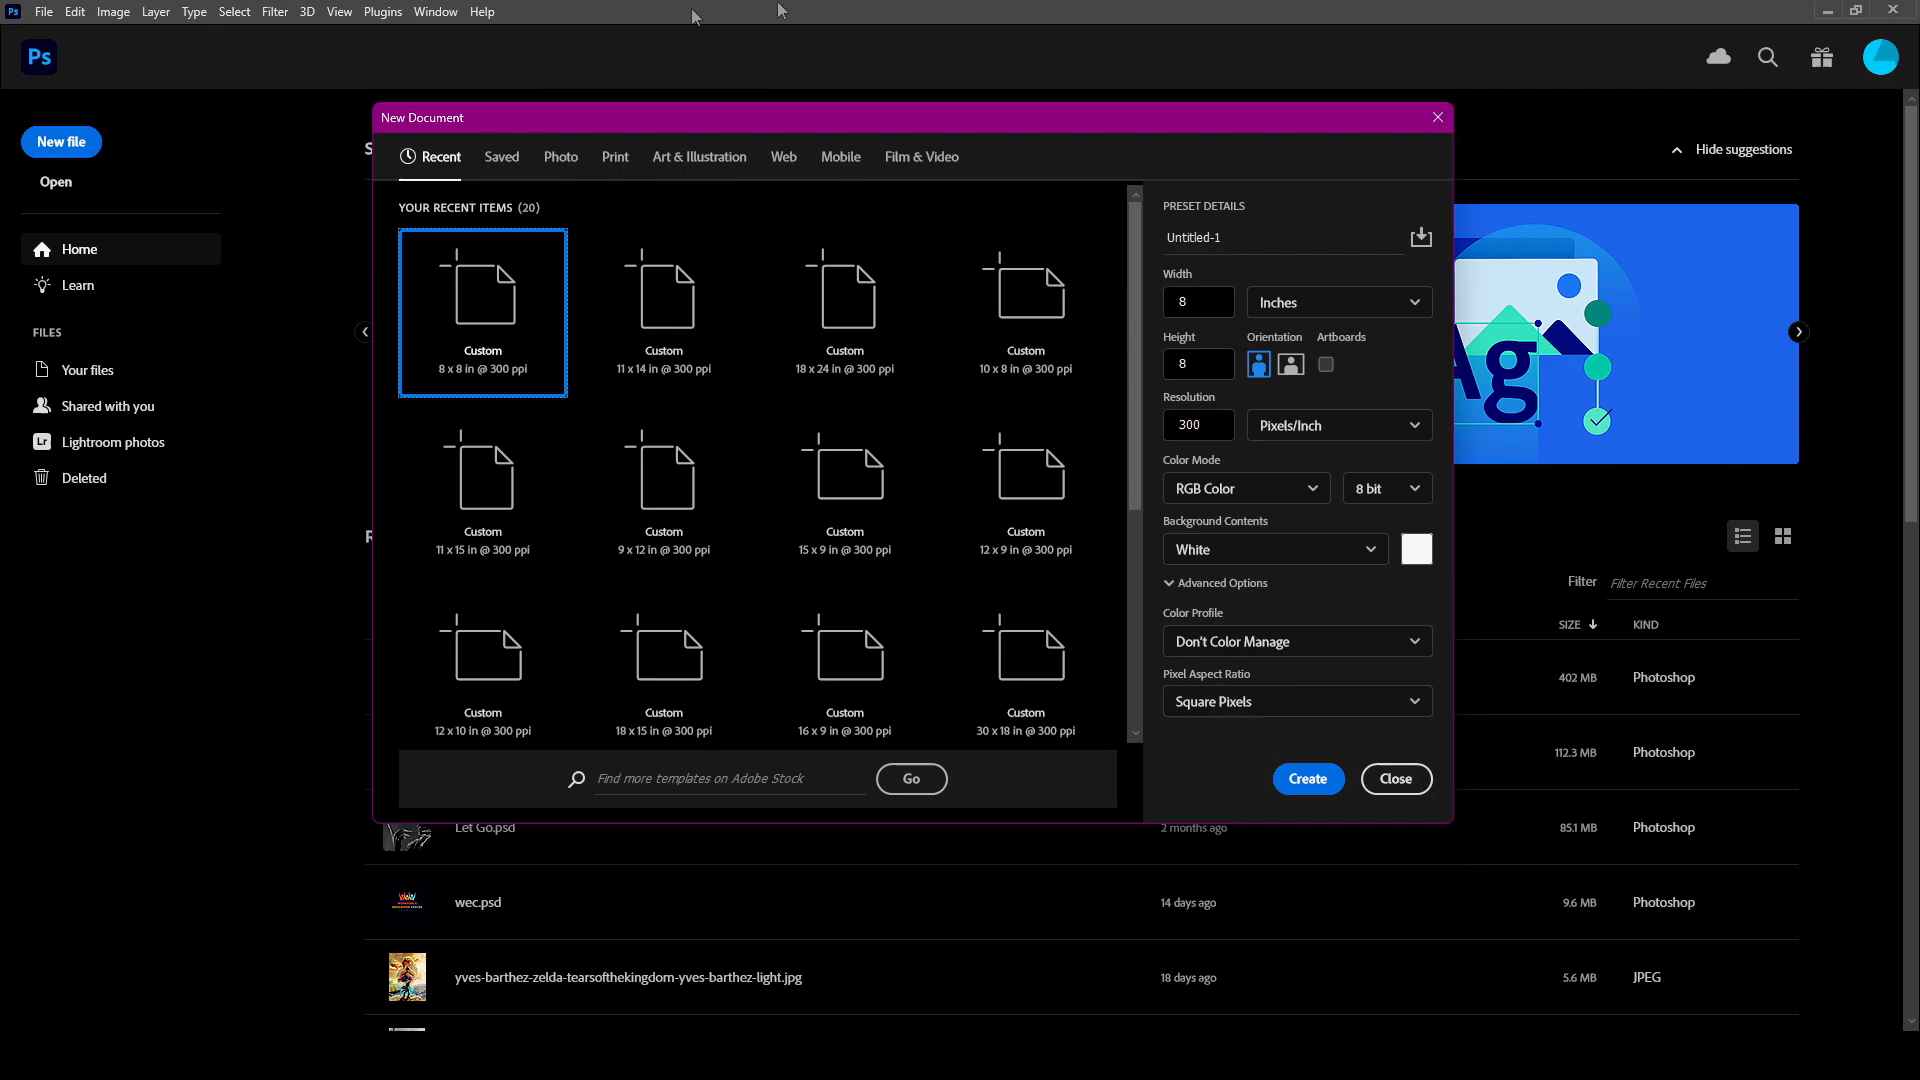 Ps File Edit Image Layer Type Select Filter 3D View Plugins Window Help
Ps
New file
Open
Home
Learn
FILES
Your files
Shared with you
Lr Lightroom photos
Deleted
New Document
Recent Saved Photo Print Art & Illustration Web Mobile Film & Video
YOUR RECENT ITEMS (20)
Custom
8 x 8 in @ 300 ppi
Custom
11 x 14 in @ 300 ppi
Custom
18 x 24 in @ 300 ppi
Custom
10 x 8 in @ 300 ppi
Custom
11 x 15 in @ 300 ppi
Custom
9 x 12 in @ 300 ppi
Custom
15 x 9 in @ 300 ppi
Custom
12 x 9 in @ 300 ppi
Custom
12 x 10 in @ 300 ppi
Custom
18 x 15 in @ 300 ppi
Custom
16 x 9 in @ 300 ppi
Custom
30 x 18 in @ 300 ppi
Find more templates on Adobe Stock Go
PRESET DETAILS
Untitled-1
Width
8 Inches
Height Orientation Artboards
8
Resolution
300 Pixels/Inch
Color Mode
RGB Color 8 bit
Background Contents
White
Advanced Options
Color Profile
Don't Color Manage
Pixel Aspect Ratio
Square Pixels
Create Close
Hide suggestions
Ag
Filter Filter Recent Files
SIZE KIND
402 MB Photoshop
112.3 MB Photoshop
Let Go.psd 2 months ago 85.1 MB Photoshop
wec.psd 14 days ago 9.6 MB Photoshop
yves-barthez-zelda-tearsofthekingdom-yves-barthez-light.jpg 18 days ago 5.6 MB JPEG